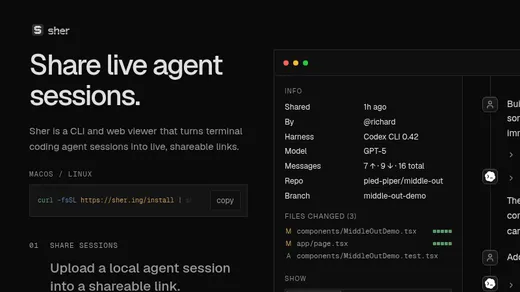 sher
Share live agent
sessions.
Sher is a CLI and web viewer that turns terminal
coding agent sessions into live, shareable links.
MACOS / LINUX
curl -fsSL https://sher.ing/install |
copy
01 SHARE SESSIONS
Upload a local agent session
into a shareable link.
INFO
Shared 1h ago
By @richard
Harness Codex CLI 0.42
Model GPT-5
Messages 7 ↑ · 9 ↓ · 16 total
Repo pied-piper/middle-out
Branch middle-out-demo
FILES CHANGED (3)
M components/MiddleOutDemo.tsx
M app/page.tsx
A components/MiddleOutDemo.test.tsx
SHOW
The